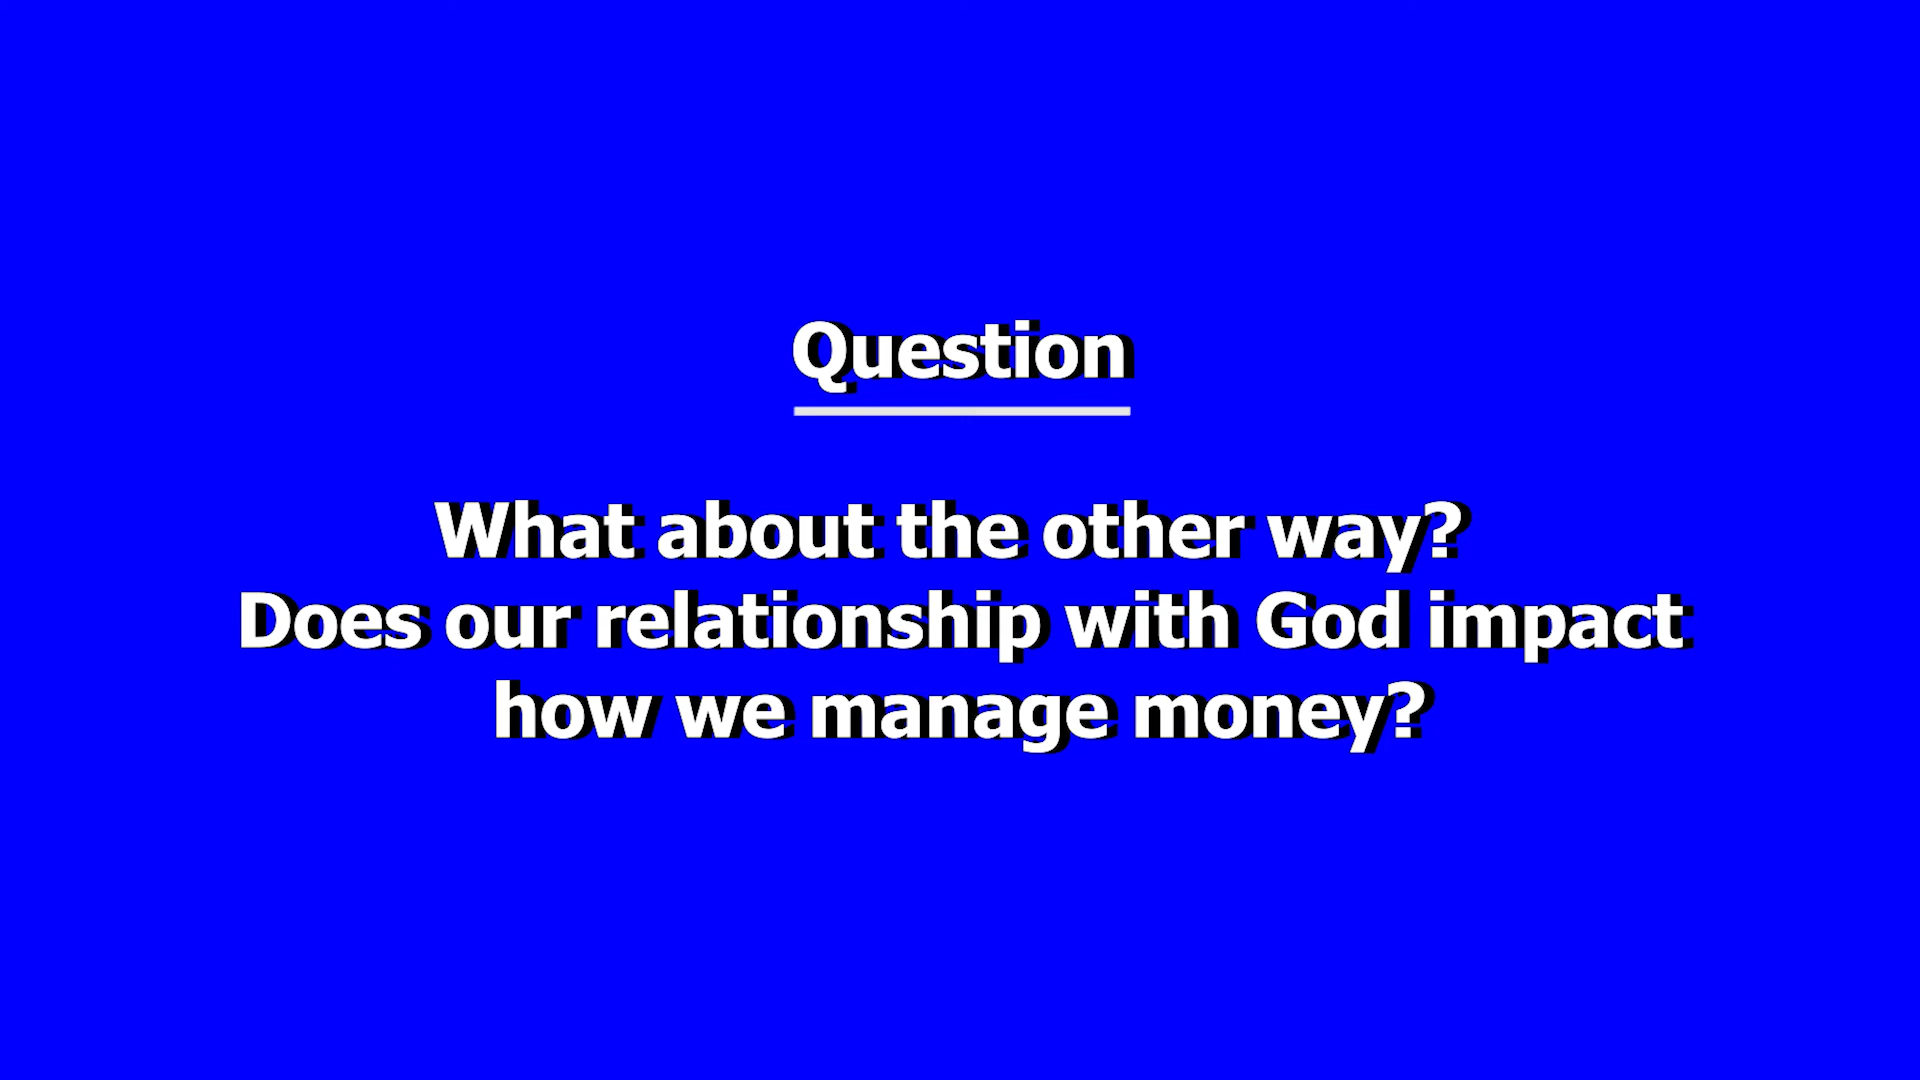 Question
What about the other way?
Does our relationship with God impact
how we manage money?